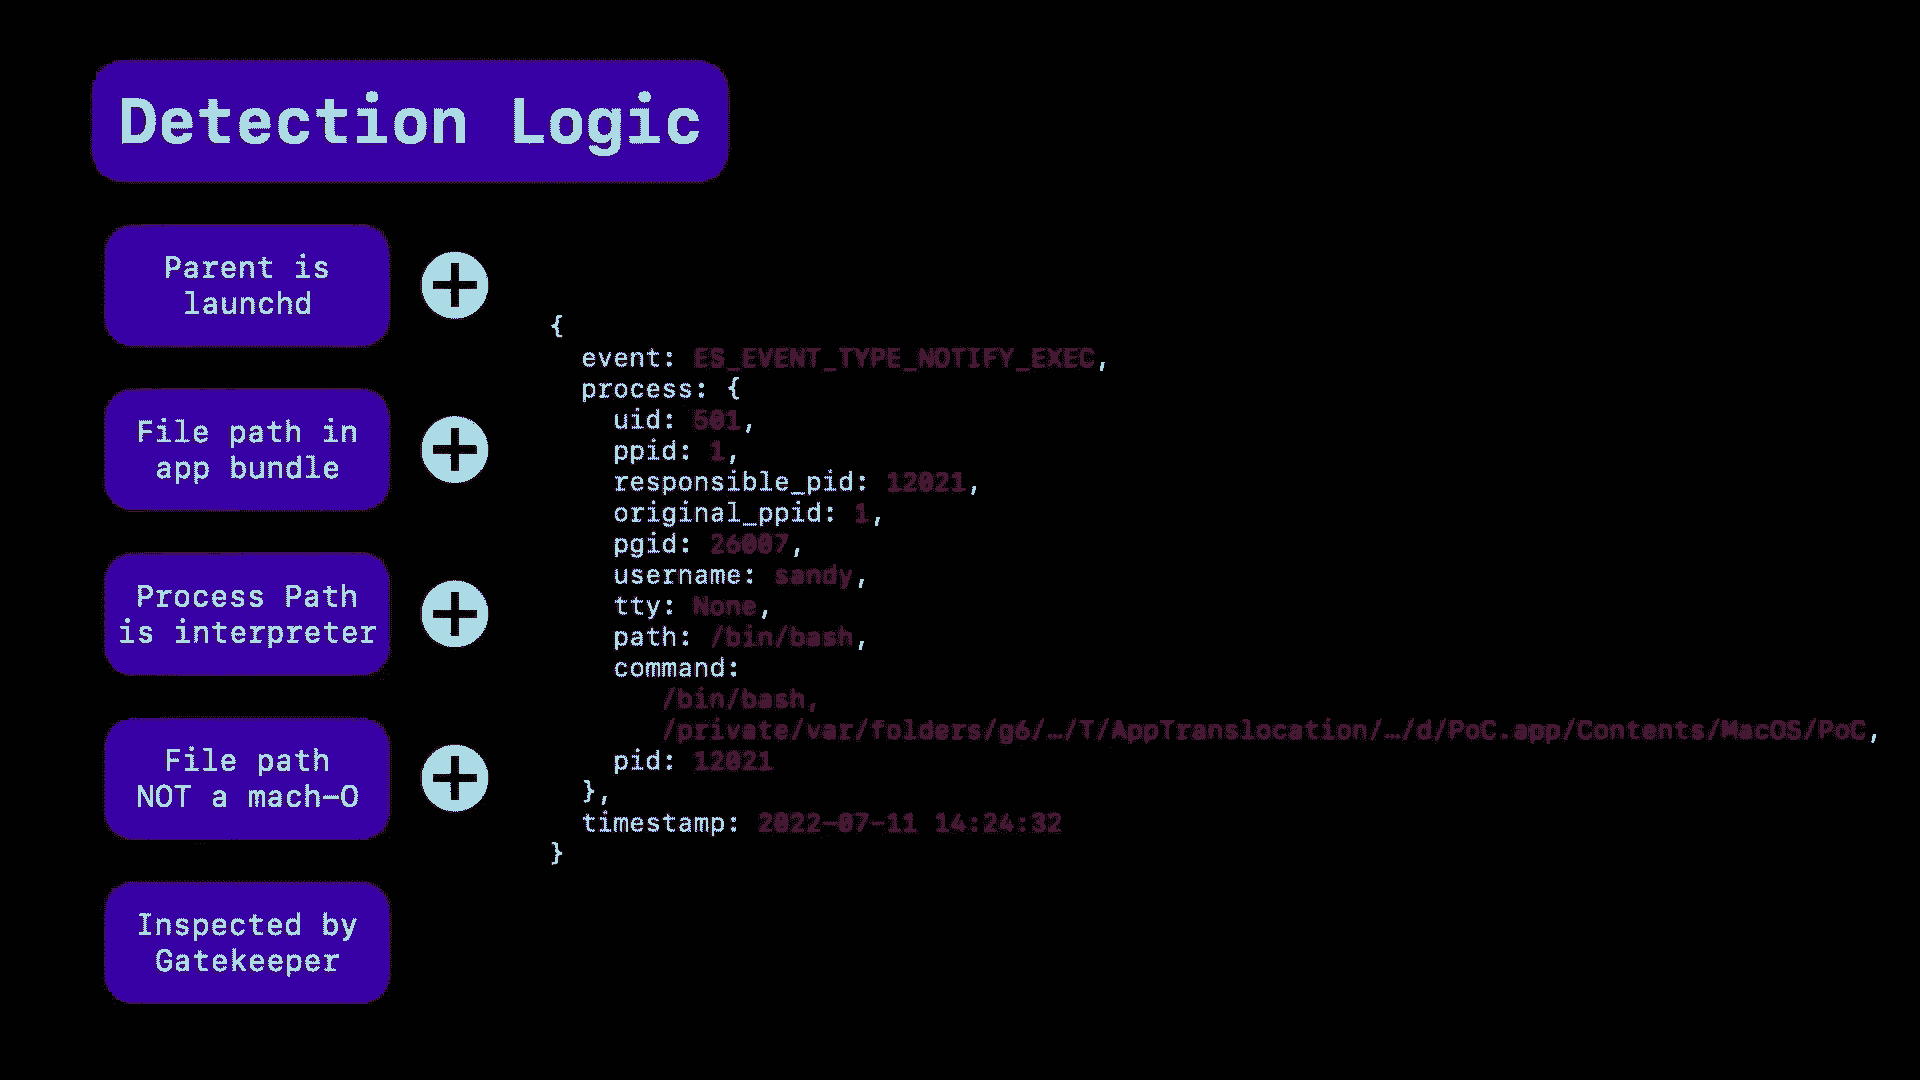 Detection Logic
Parent is
launchd
File path in
app bundle
Process Path
is interpreter
File path
NOT a mach-O
Inspected by
Gatekeeper
{
event: ES_EVENT_TYPE_NOTIFY_EXEC,
process: {
uid: 501,
ppid: 1,
responsible_pid: 12021,
original_ppid: 1,
pgid: 26007,
username: sandy,
tty: None,
path: /bin/bash,
command:
/bin/bash,
/private/var/folders/g6/…/T/AppTranslocation/…/d/PoC.app/Contents/MacOS/PoC,
pid: 12021
},
timestamp: 2022-07-11 14:24:32
}